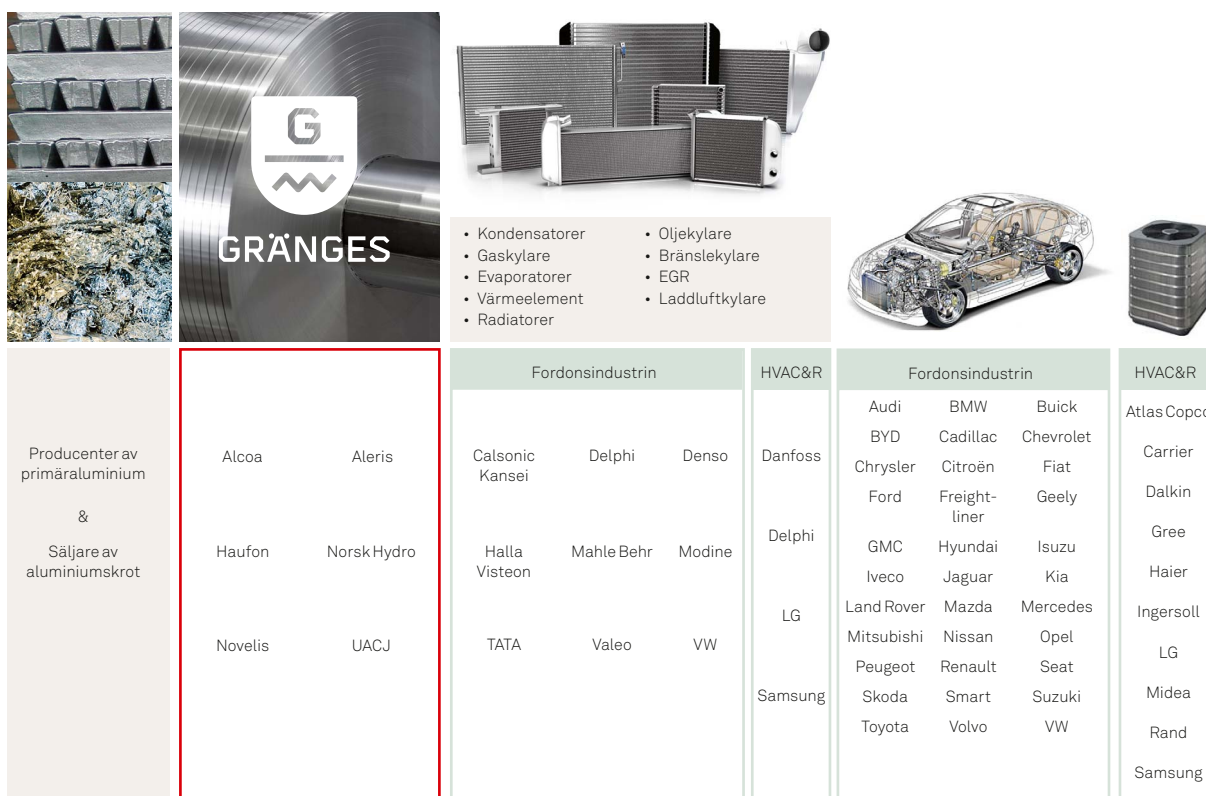 G
GRÄNGES
• Kondensatorer
• Gaskylare
• Evaporatorer
• Värmeelement
• Radiatorer
• Oljekylare
• Bränslekylare
• EGR
• Laddluftkylare
Producenter av
primäraluminium
&
Säljare av
aluminiumskrot
Alcoa Aleris
Haufon Norsk Hydro
Novelis UACJ
Fordonsindustrin
Calsonic Delphi Denso
Kansei
Halla Mahle Behr Modine
Visteon
TATA Valeo VW
HVAC&R
Danfoss
Delphi
LG
Samsung
Fordonsindustrin
Audi BMW Buick
BYD Cadillac Chevrolet
Chrysler Citroën Fiat
Ford Freight- Geely
liner
GMC Hyundai Isuzu
Iveco Jaguar Kia
Land Rover Mazda Mercedes
Mitsubishi Nissan Opel
Peugeot Renault Seat
Skoda Smart Suzuki
Toyota Volvo VW
HVAC&R
Atlas Copco
Carrier
Dalkin
Gree
Haier
Ingersoll
LG
Midea
Rand
Samsung